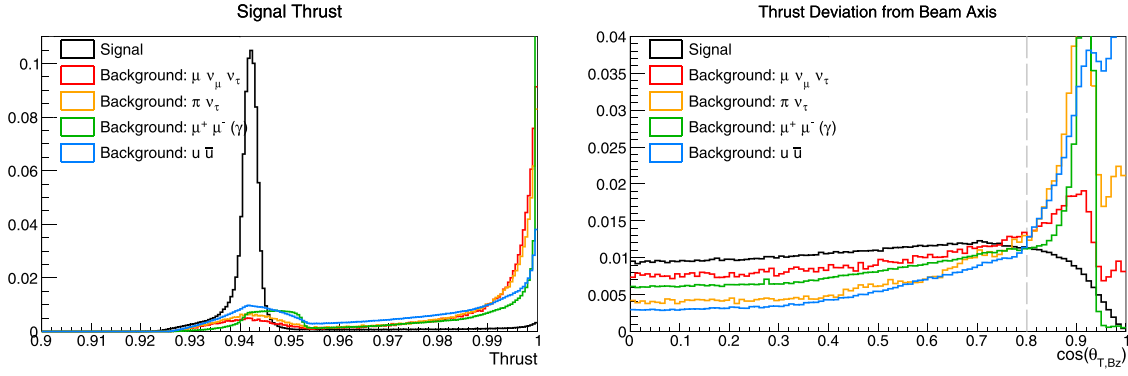 Signal Thrust
0.1
0.08
0.06
0.04
0.02
0
Signal
Background: μ ν_μ ν_τ
Background: π ν_τ
Background: μ⁺ μ⁻ (γ)
Background: u u̅
0.9 0.91 0.92 0.93 0.94 0.95 0.96 0.97 0.98 0.99 1
Thrust
Thrust Deviation from Beam Axis
0.04
0.035
0.03
0.025
0.02
0.015
0.01
0.005
0
Signal
Background: μ ν_μ ν_τ
Background: π ν_τ
Background: μ⁺ μ⁻ (γ)
Background: u u̅
0 0.1 0.2 0.3 0.4 0.5 0.6 0.7 0.8 0.9 1
cos(θ_T,Bz)